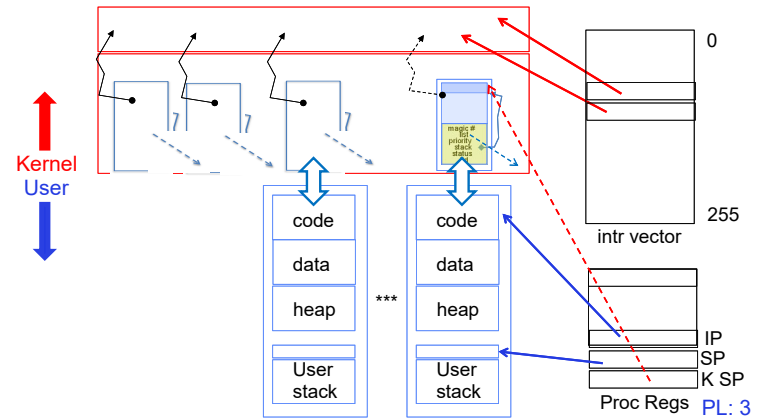 0
magic #
list
priority
stack
status
Kernel
User
code
data
heap
User
stack
***
code
data
heap
User
stack
255
intr vector
IP
SP
K SP
Proc Regs
PL: 3